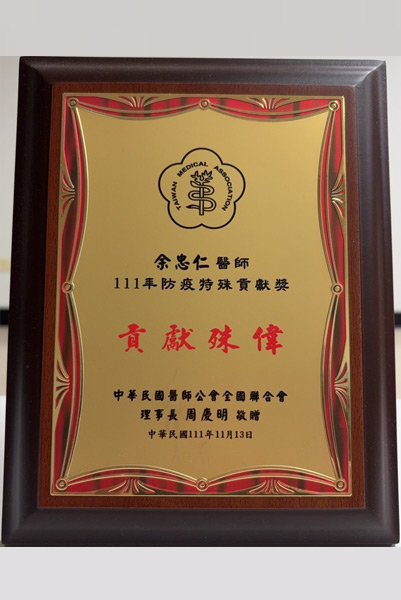 TAIWAN MEDICAL ASSOCIATION
余忠仁醫師
111年防疫特殊貢獻獎
貢獻殊偉
中華民國醫師公會全國聯合會
理事長 周慶明 敬贈
中華民國111年11月13日